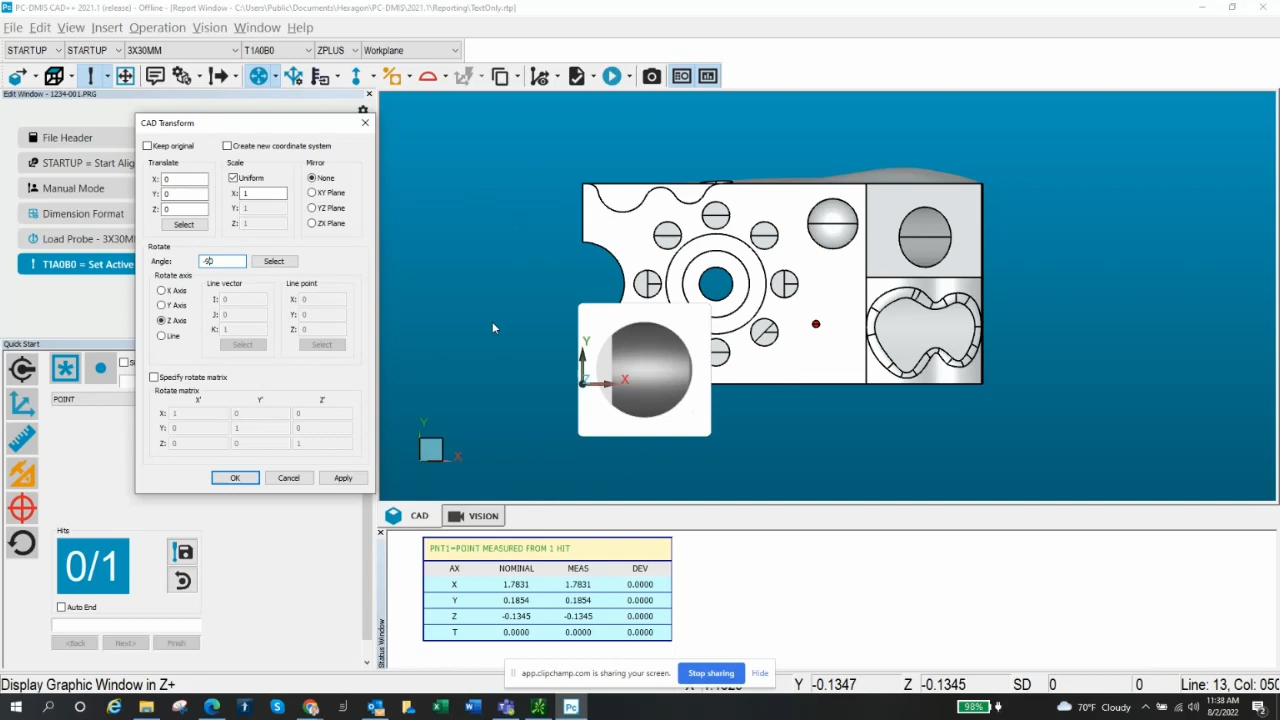 PC-DMIS CAD++ 2021.1 (release) - Offline - [Report Window - C:\Users\Public\Documents\Hexagon\PC-DMIS\2021.1\Reporting\TextOnly.rtp]
File Edit View Insert Operation Vision Window Help
STARTUP STARTUP 3X30MM T1A0B0 ZPLUS Workplane
Edit Window - 1234-001.PRG
File Header
STARTUP = Start Alig
Manual Mode
Dimension Format
Load Probe - 3X30M
T1A0B0 = Set Active
Quick Start
POINT
Hits
0/1
Auto End
<Back Next> Finish
CAD Transform
Keep original Create new coordinate system
Translate Scale Mirror
X: 0 Uniform None
Y: 0 X: 1 XY Plane
Z: 0 Y: 1 YZ Plane
Select Z: 1 ZX Plane
Rotate
Angle: -90 Select
Rotate axis Line vector Line point
X Axis I: 0 X: 0
Y Axis J: 0 Y: 0
Z Axis K: 1 Z: 0
Line Select Select
Specify rotate matrix
Rotate matrix
X' Y' Z'
X: 1 0 0
Y: 0 1 0
Z: 0 0 1
OK Cancel Apply
Y
Z X
Y
X
CAD VISION
Status Window
PNT1=POINT MEASURED FROM 1 HIT
AX NOMINAL MEAS DEV
X 1.7831 1.7831 0.0000
Y 0.1854 0.1854 0.0000
Z -0.1345 -0.1345 0.0000
T 0.0000 0.0000 0.0000
app.clipchamp.com is sharing your screen. Stop sharing Hide
Display Graphic Window in Z+ Y -0.1347 Z -0.1345 SD 0 0 Line: 13, Col: 050
98% 70°F Cloudy 11:38 AM
8/2/2022